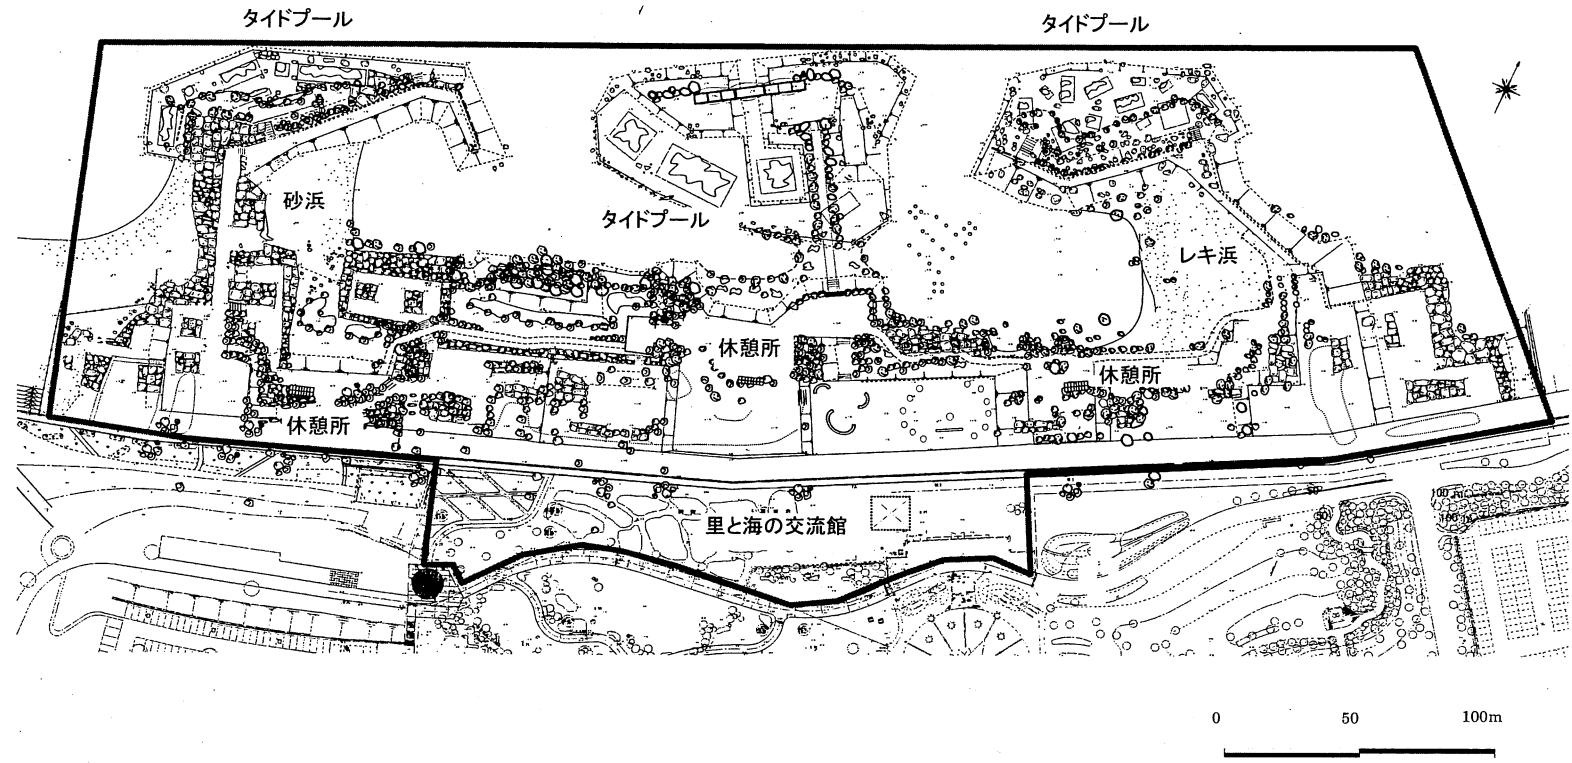 タイドプール
タイドプール
砂浜
タイドプール
レキ浜
休憩所
休憩所
休憩所
里と海の交流館
0 50 100m